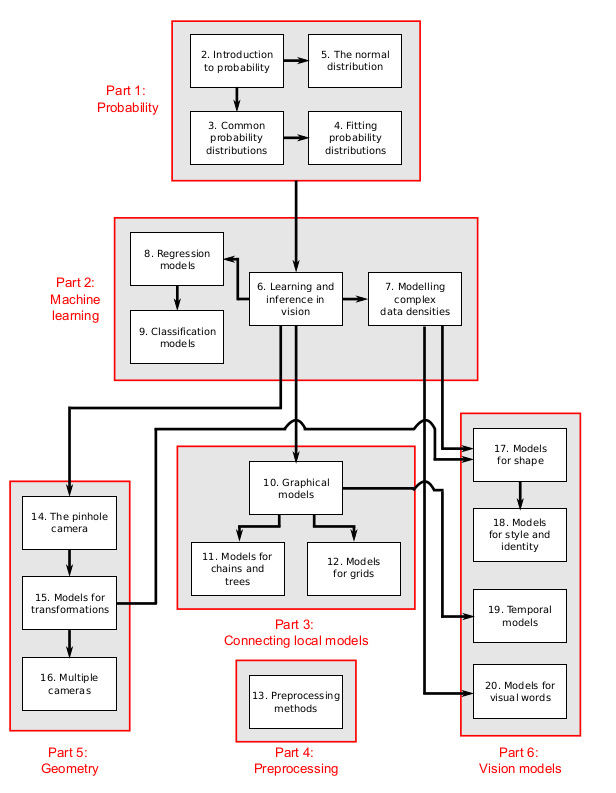 Part 1:
Probability
2. Introduction
to probability
5. The normal
distribution
3. Common
probability
distributions
4. Fitting
probability
distributions
Part 2:
Machine
learning
8. Regression
models
6. Learning and
inference in
vision
7. Modelling
complex
data densities
9. Classification
models
10. Graphical
models
11. Models for
chains and
trees
12. Models
for grids
Part 3:
Connecting local models
13. Preprocessing
methods
Part 4:
Preprocessing
14. The pinhole
camera
15. Models for
transformations
16. Multiple
cameras
Part 5:
Geometry
17. Models
for shape
18. Models
for style and
identity
19. Temporal
models
20. Models for
visual words
Part 6:
Vision models